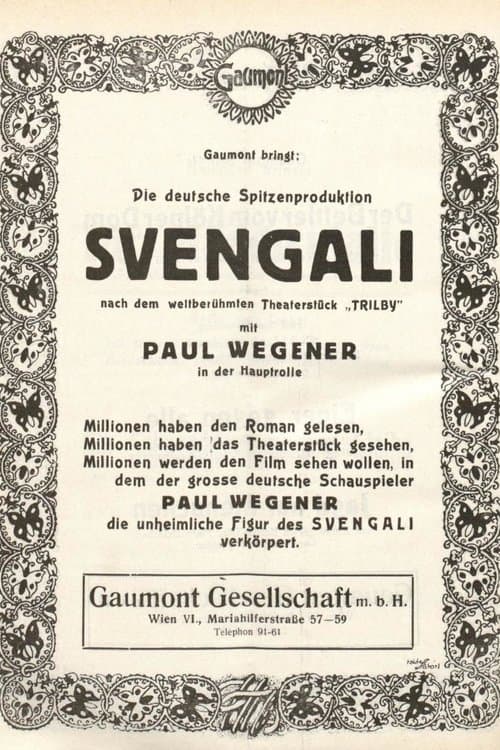 Gaumont
Gaumont bringt:
Die deutsche Spitzenproduktion
SVENGALI
nach dem weltberühmten Theaterstück „TRILBY"
mit
PAUL WEGENER
in der Hauptrolle
Millionen haben den Roman gelesen,
Millionen haben das Theaterstück gesehen,
Millionen werden den Film sehen wollen, in
dem der grosse deutsche Schauspieler
PAUL WEGENER
die unheimliche Figur des SVENGALI
verkörpert.
Gaumont Gesellschaft m. b. H.
Wien VI., Mariahilferstraße 57—59
Telephon 91-61